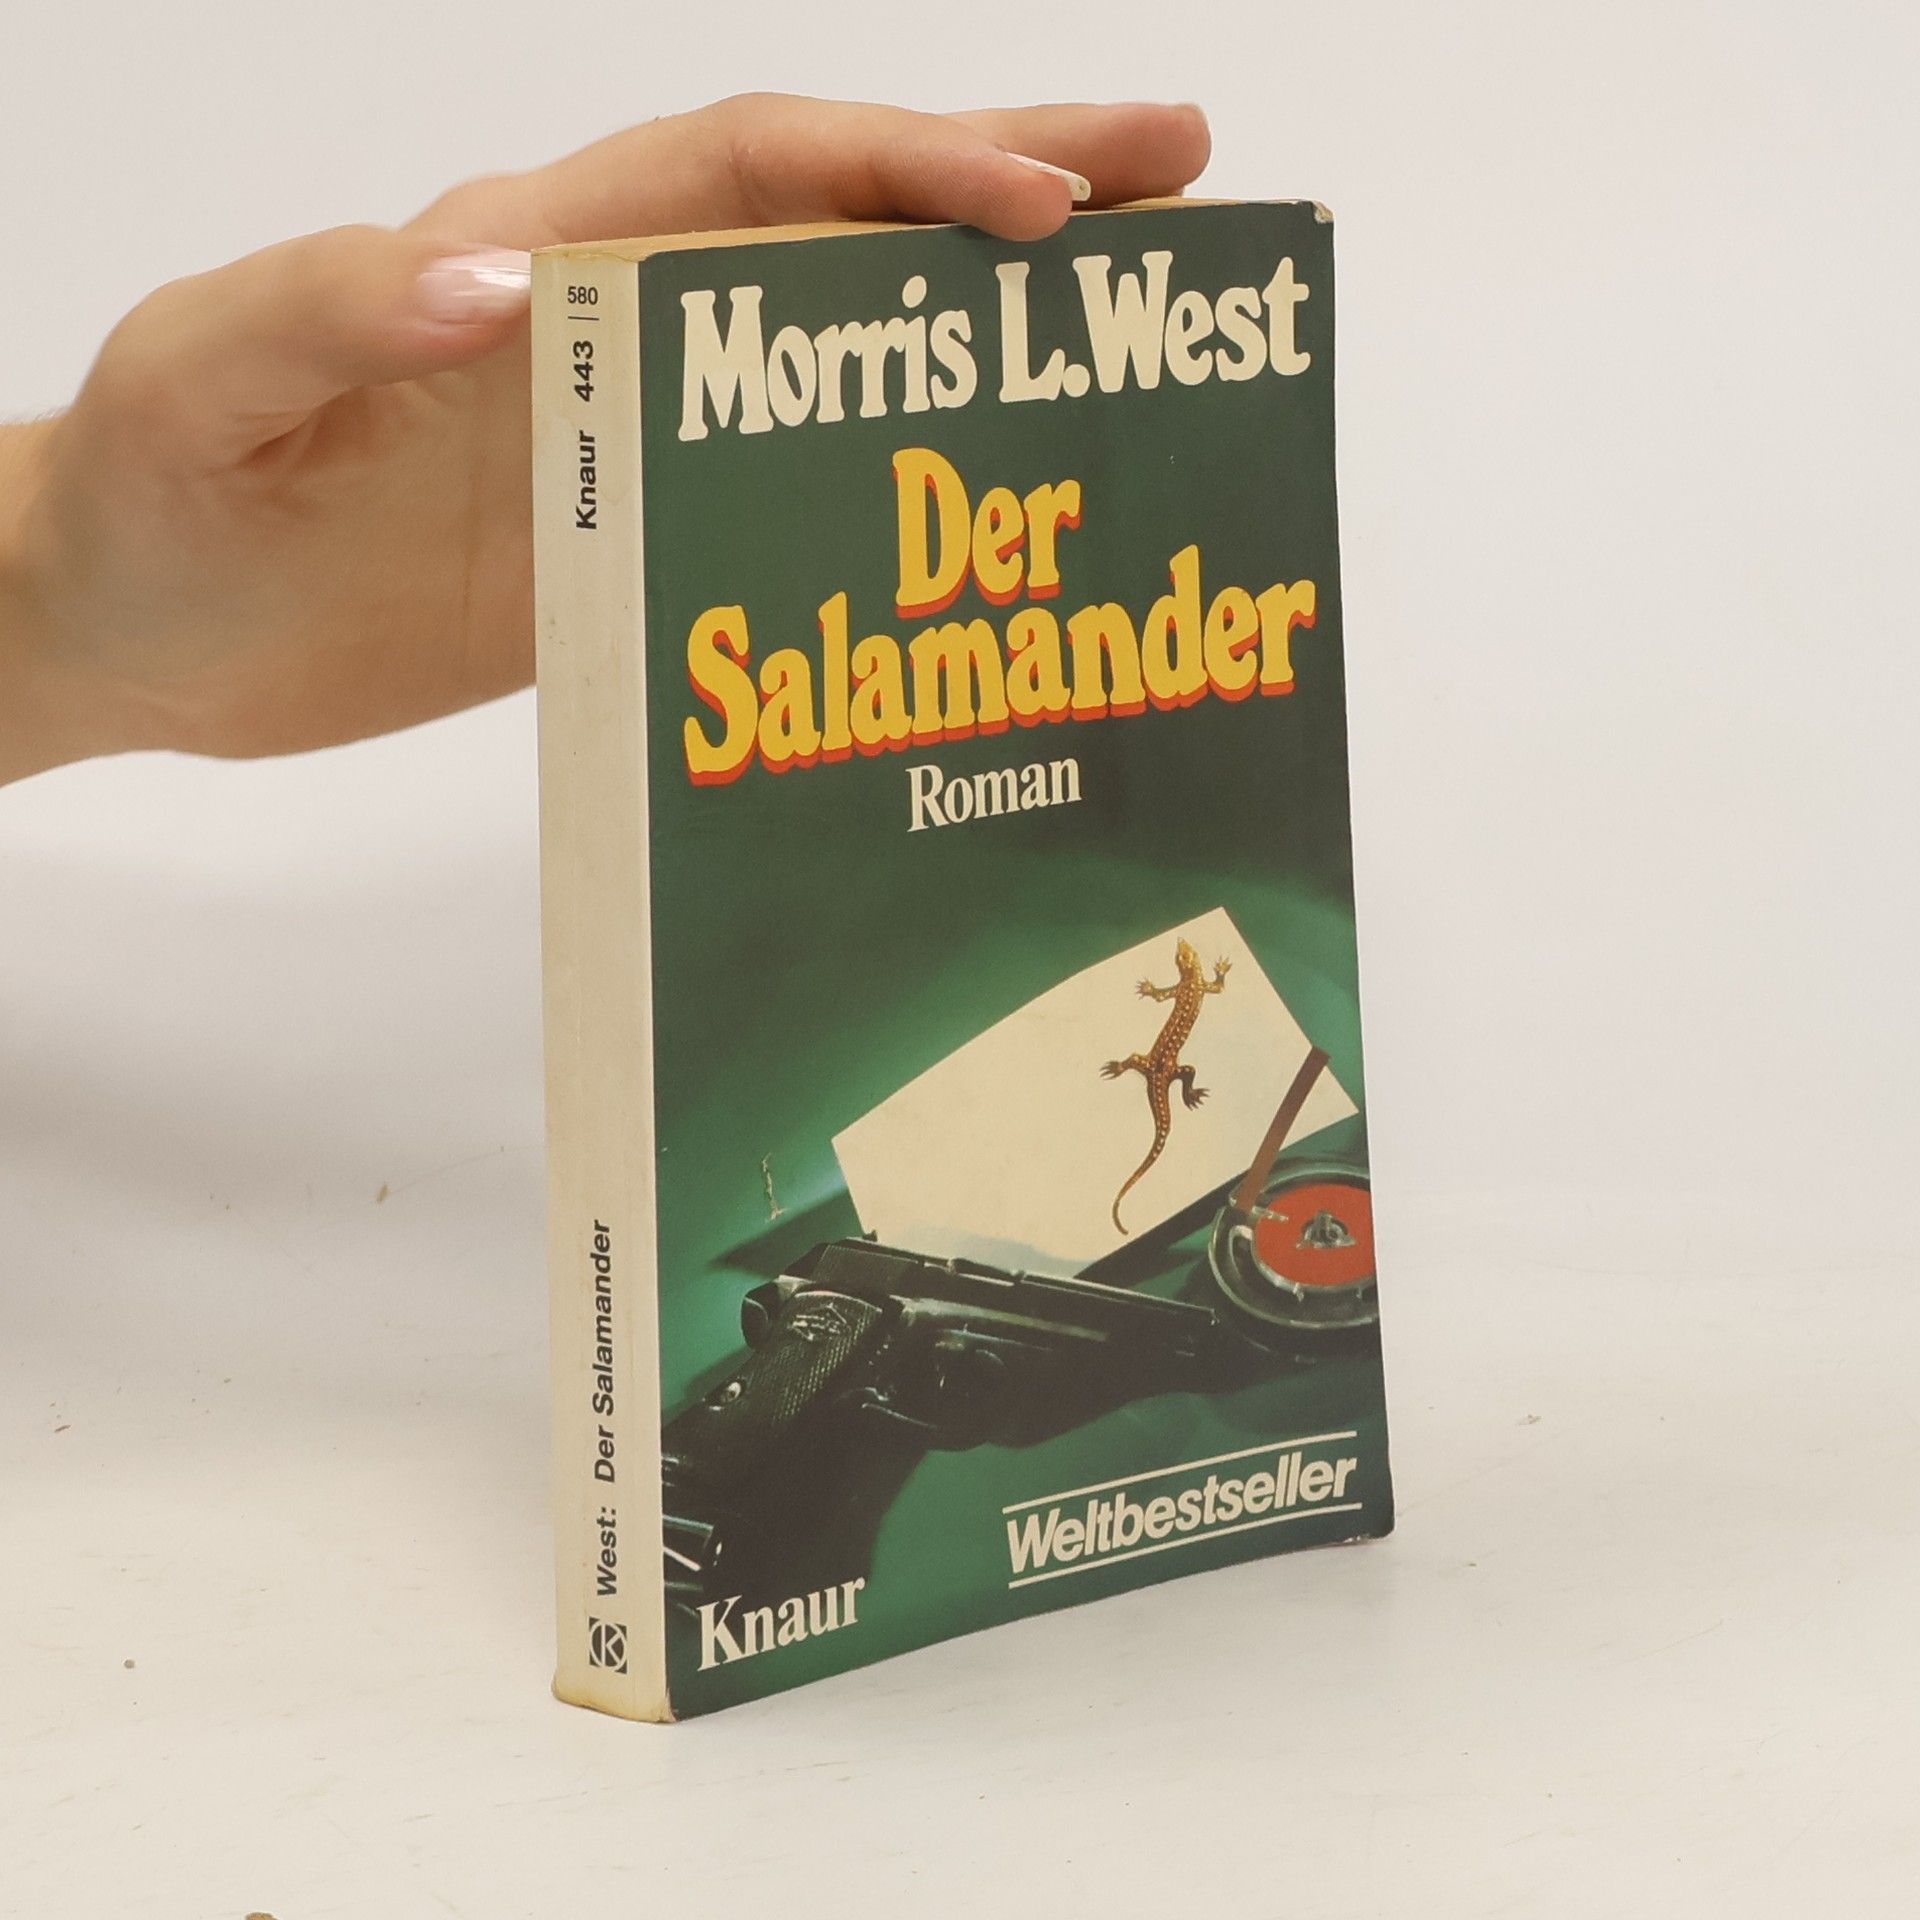 Morris L. West
Der
Salamander
Roman
Weltbestseller
Knaur
580
Knaur 443
West: Der Salamander
K